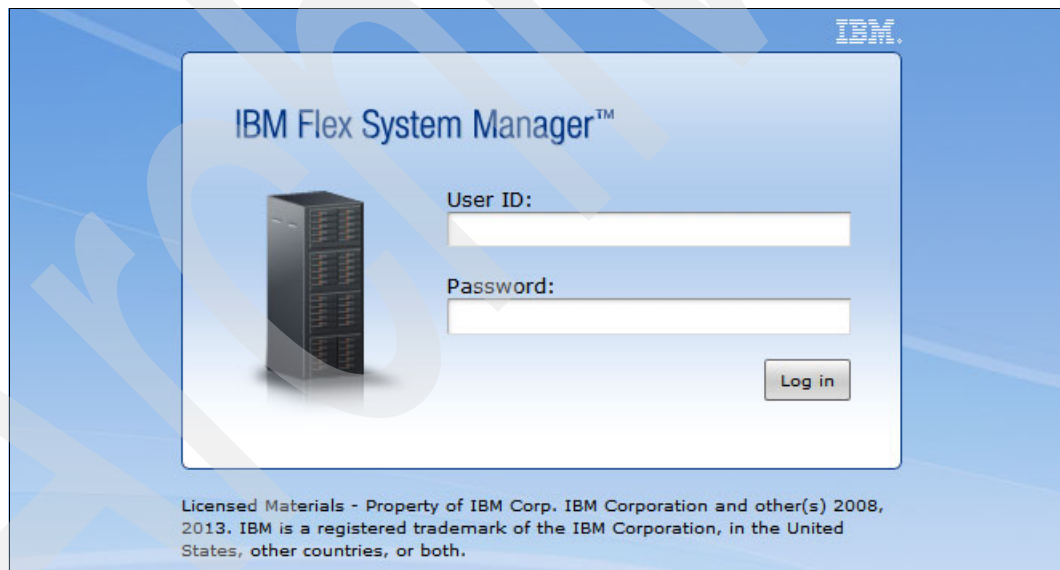 IBM.
IBM Flex System Manager™
User ID:
Password:
Log in
Licensed Materials - Property of IBM Corp. IBM Corporation and other(s) 2008,
2013. IBM is a registered trademark of the IBM Corporation, in the United
States, other countries, or both.